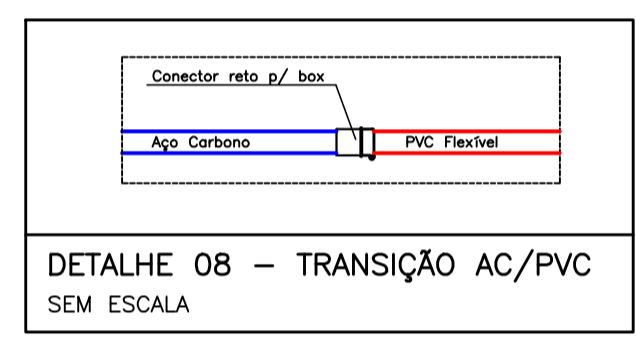 Conector reto p/ box
Aço Carbono
PVC Flexível
DETALHE 08 – TRANSIÇÃO AC/PVC
SEM ESCALA